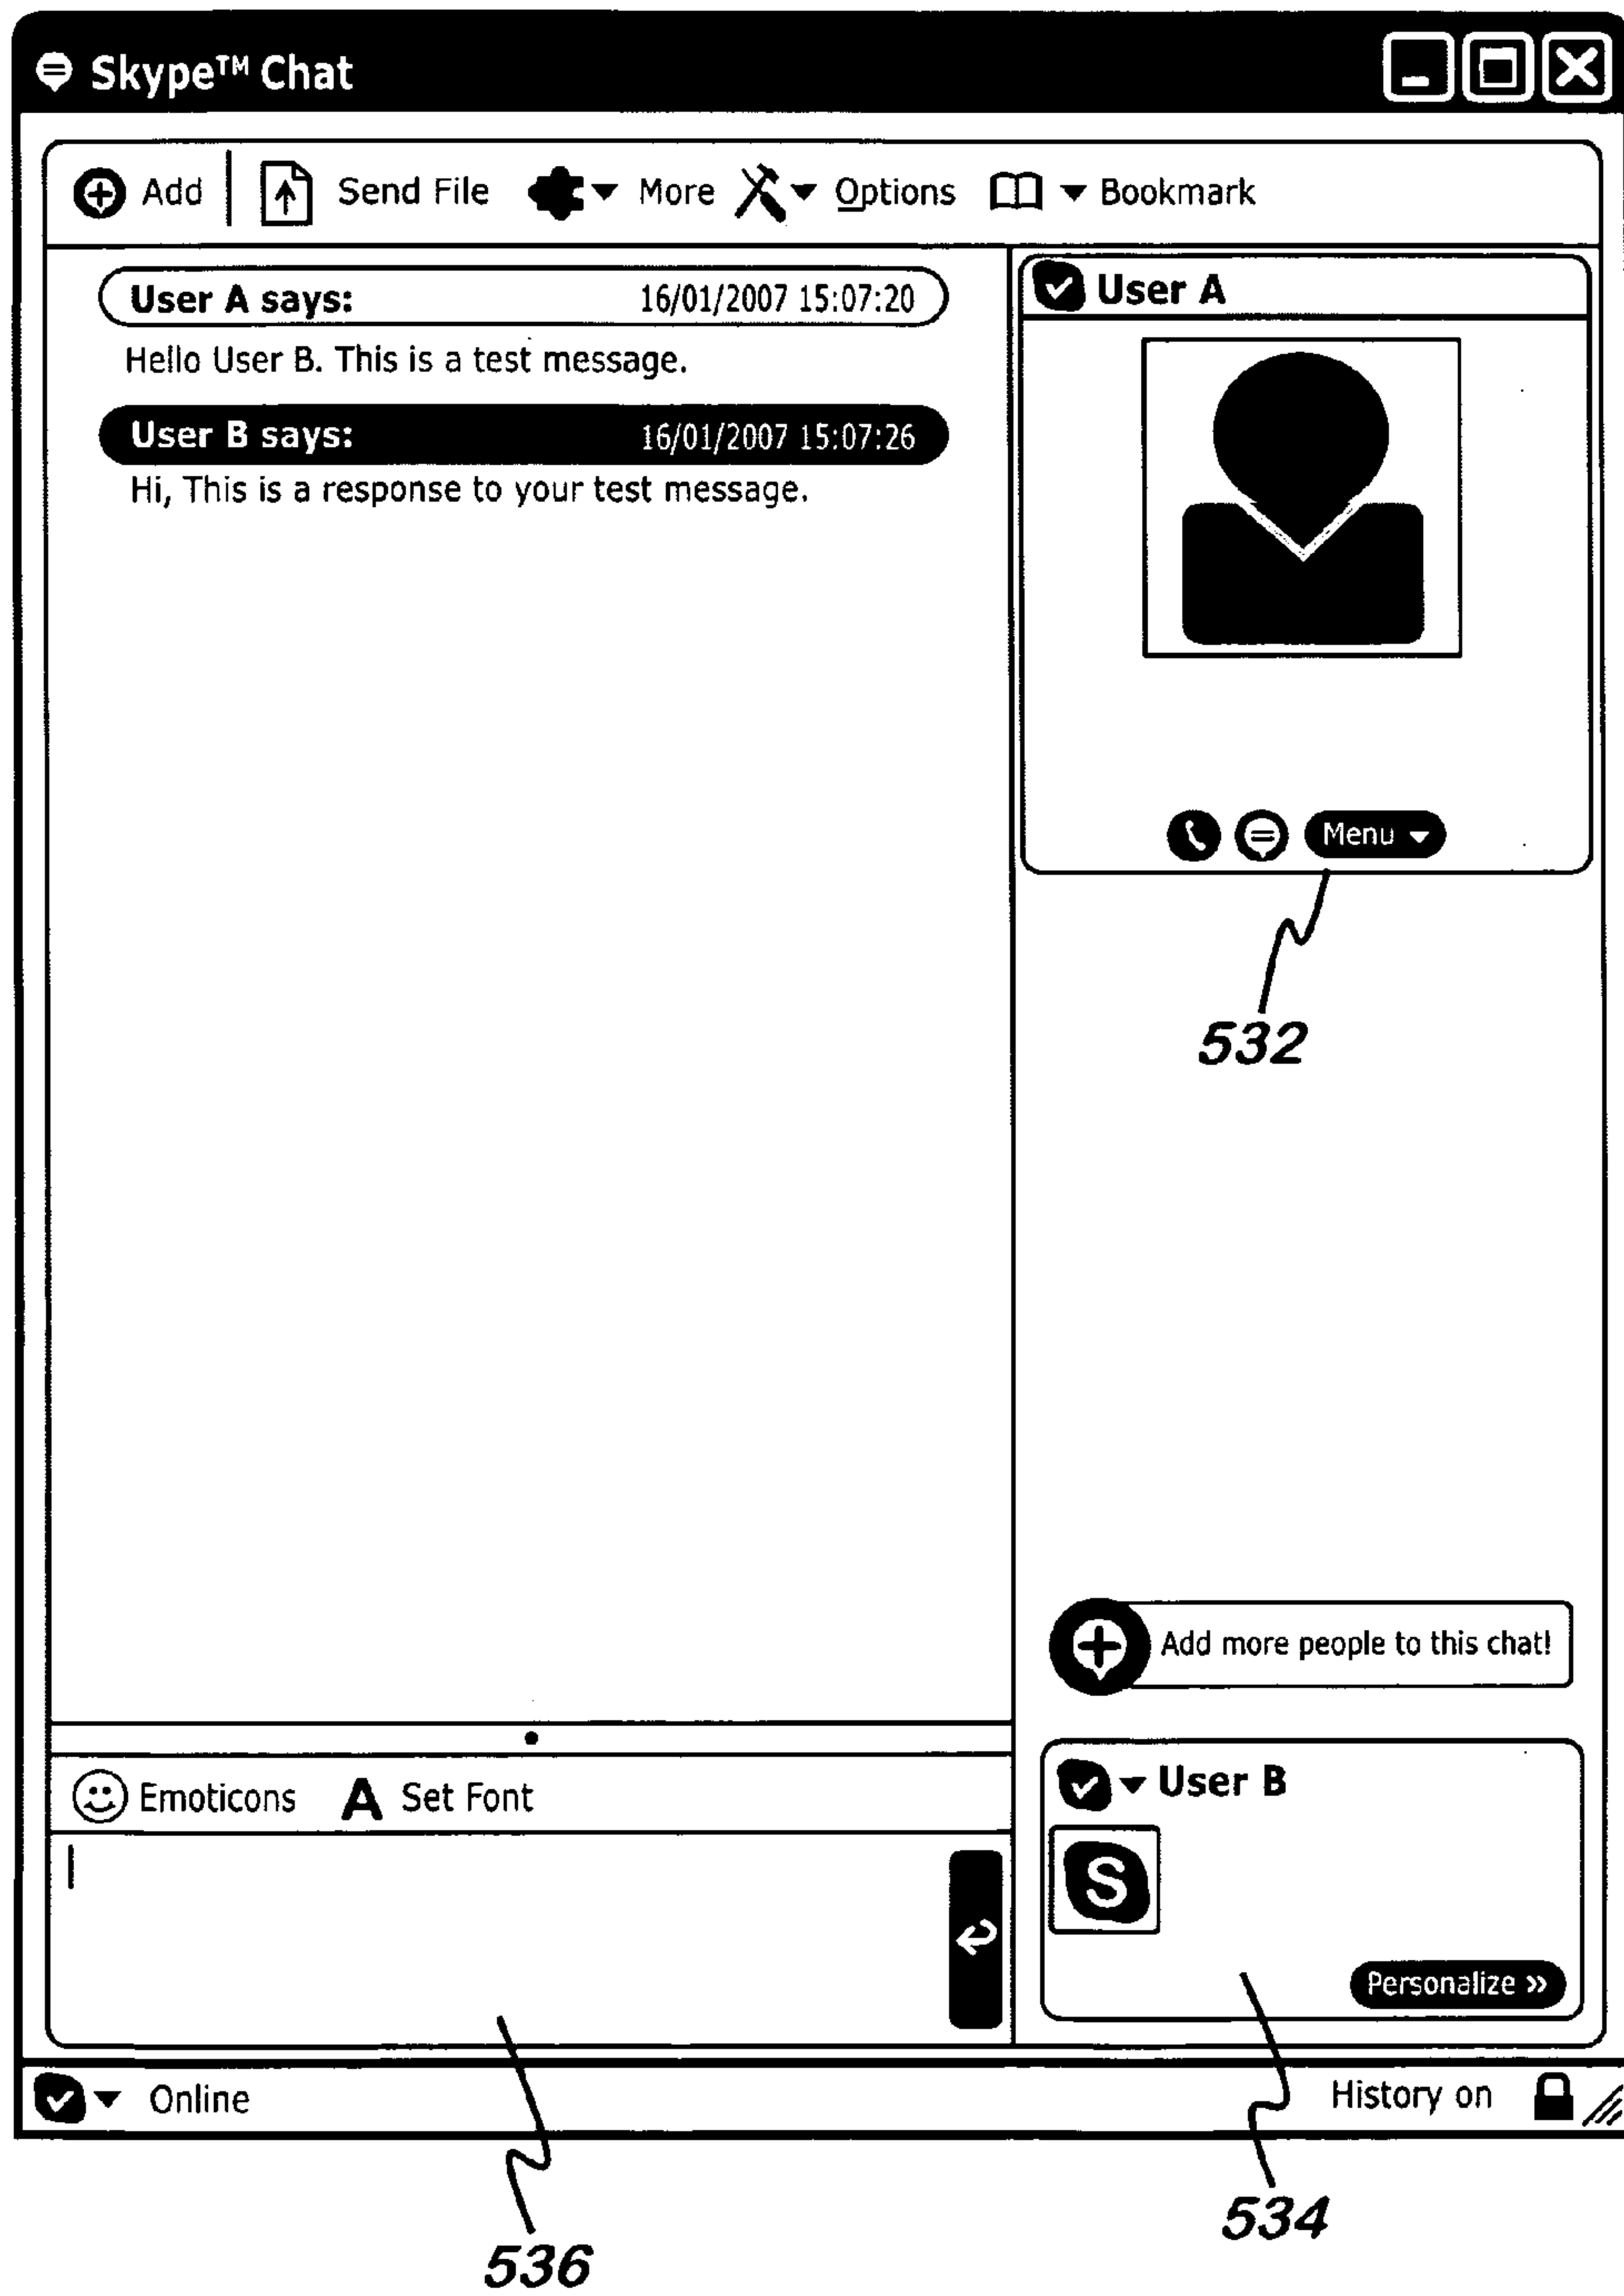 Skype™ Chat
Add Send File More Options Bookmark
User A says: 16/01/2007 15:07:20
Hello User B. This is a test message.
User B says: 16/01/2007 15:07:26
Hi, This is a response to your test message.
User A
Menu
532
Add more people to this chat!
Emoticons A Set Font
User B
S
Personalize »
Online
History on
534
536